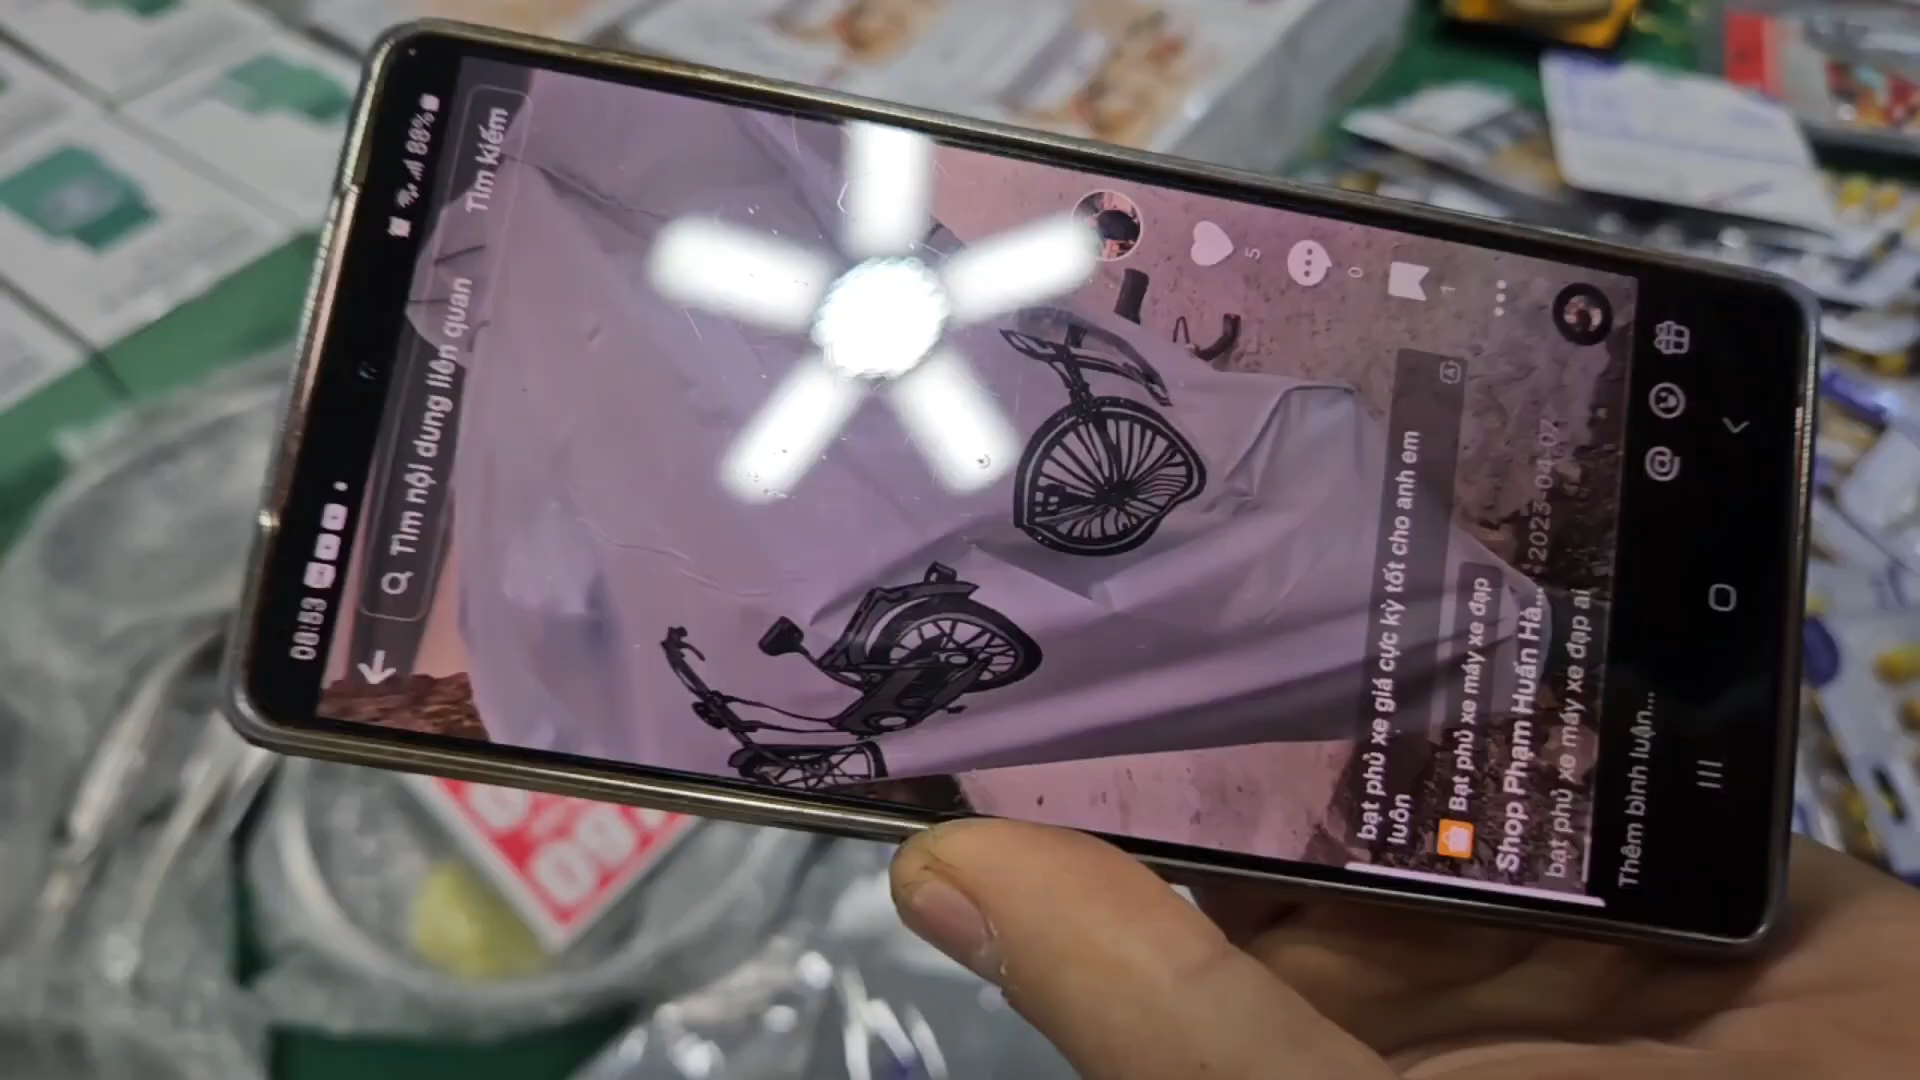 00:53
88%
Tìm nội dung liên quan
Tìm kiếm
5
0
1
bạt phủ xe giá cực kỳ tốt cho anh em
luôn
Bạt phủ xe máy xe đạp
Shop Phạm Huấn Hà...
2023-04-07
bạt phủ xe máy xe đạp ai
Thêm bình luận...
@